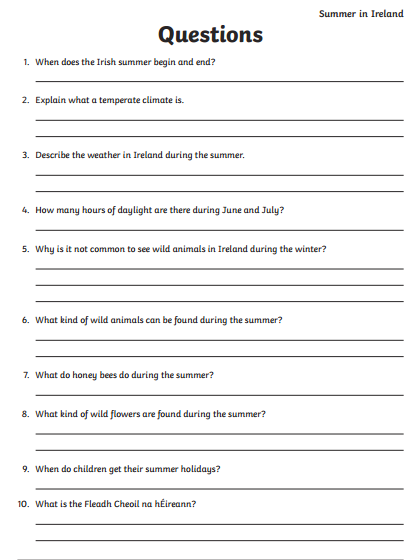 Summer in Ireland
Questions
1. When does the Irish summer begin and end?
2. Explain what a temperate climate is.
3. Describe the weather in Ireland during the summer.
4. How many hours of daylight are there during June and July?
5. Why is it not common to see wild animals in Ireland during the winter?
6. What kind of wild animals can be found during the summer?
7. What do honey bees do during the summer?
8. What kind of wild flowers are found during the summer?
9. When do children get their summer holidays?
10. What is the Fleadh Cheoil na hÉireann?